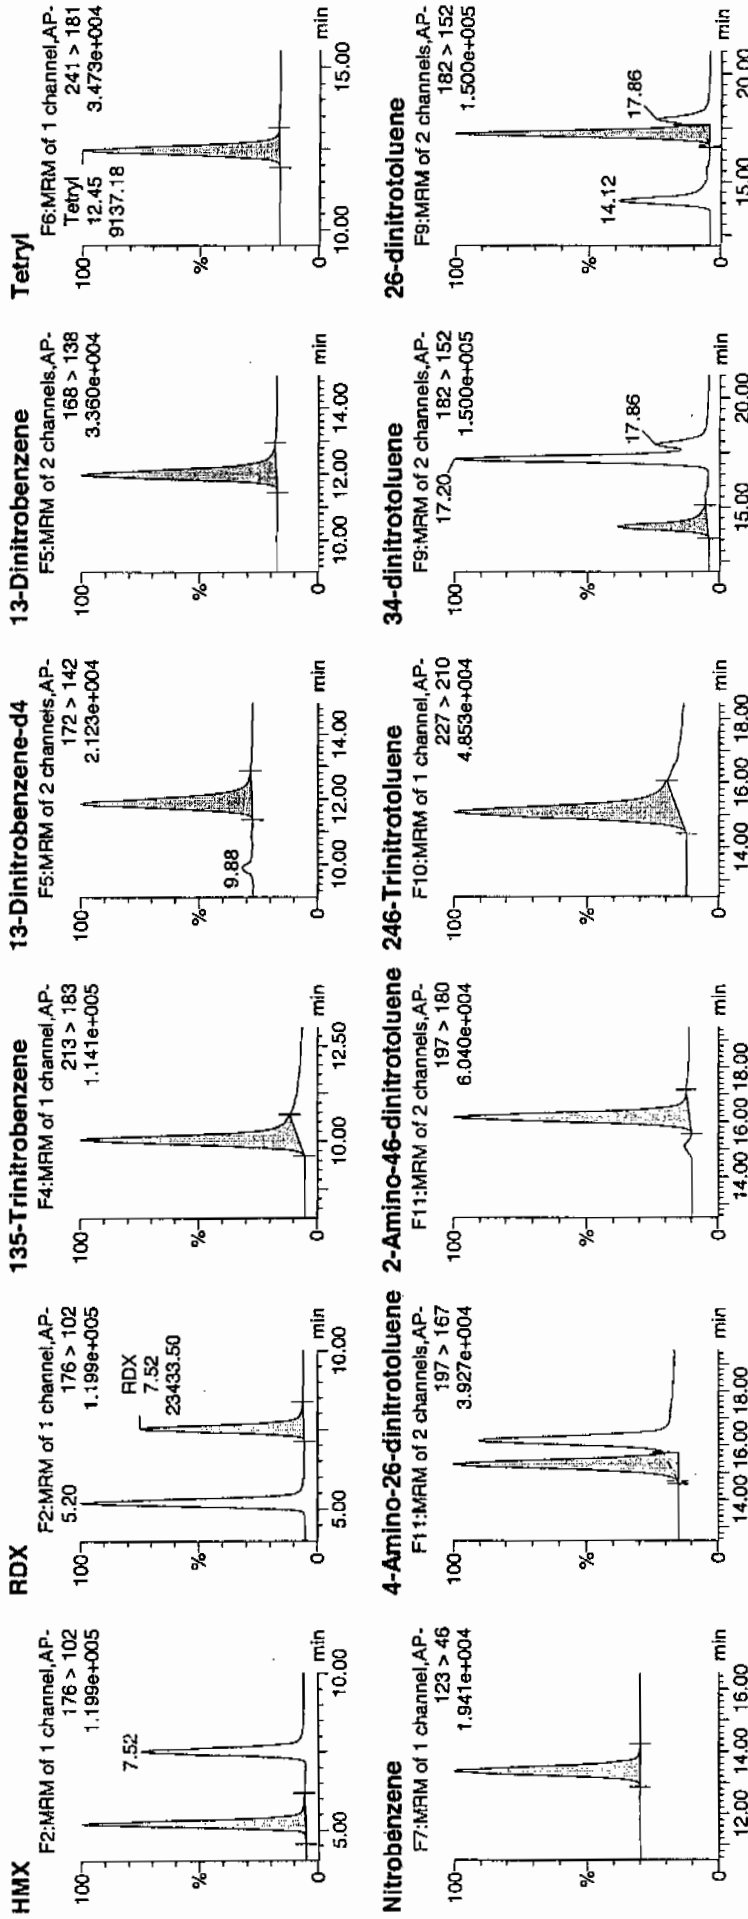 HMX
F2:MRM of 1 channel,AP-
176 > 102
1.199e+005
100
7.52
%
0
5.00
10.00
min
RDX
F2:MRM of 1 channel,AP-
176 > 102
1.199e+005
100
5.20
RDX
7.52
23433.50
%
0
5.00
10.00
min
135-Trinitrobenzene
F4:MRM of 1 channel,AP-
213 > 183
1.141e+005
100
%
0
10.00
12.50
min
13-Dinitrobenzene-d4
F5:MRM of 2 channels,AP-
172 > 142
2.123e+004
100
9.88
%
0
10.00
12.00
14.00
min
13-Dinitrobenzene
F5:MRM of 2 channels,AP-
168 > 138
3.360e+004
100
%
0
10.00
12.00
14.00
min
Tetryl
F6:MRM of 1 channel,AP-
241 > 181
3.473e+004
100
Tetryl
12.45
9137.18
%
0
10.00
15.00
min
Nitrobenzene
F7:MRM of 1 channel,AP-
123 > 46
1.941e+004
100
%
0
12.00
14.00
16.00
min
4-Amino-26-dinitrotoluene
F11:MRM of 2 channels,AP-
197 > 167
3.927e+004
100
%
0
14.00
16.00
18.00
min
2-Amino-46-dinitrotoluene
F11:MRM of 2 channels,AP-
197 > 180
6.040e+004
100
%
0
14.00
16.00
18.00
min
246-Trinitrotoluene
F10:MRM of 1 channel,AP-
227 > 210
4.853e+004
100
%
0
14.00
16.00
18.00
min
34-dinitrotoluene
F9:MRM of 2 channels,AP-
182 > 152
1.500e+005
100
17.20
17.86
%
0
15.00
20.00
min
26-dinitrotoluene
F9:MRM of 2 channels,AP-
182 > 152
1.500e+005
100
14.12
17.86
%
0
15.00
20.00
min